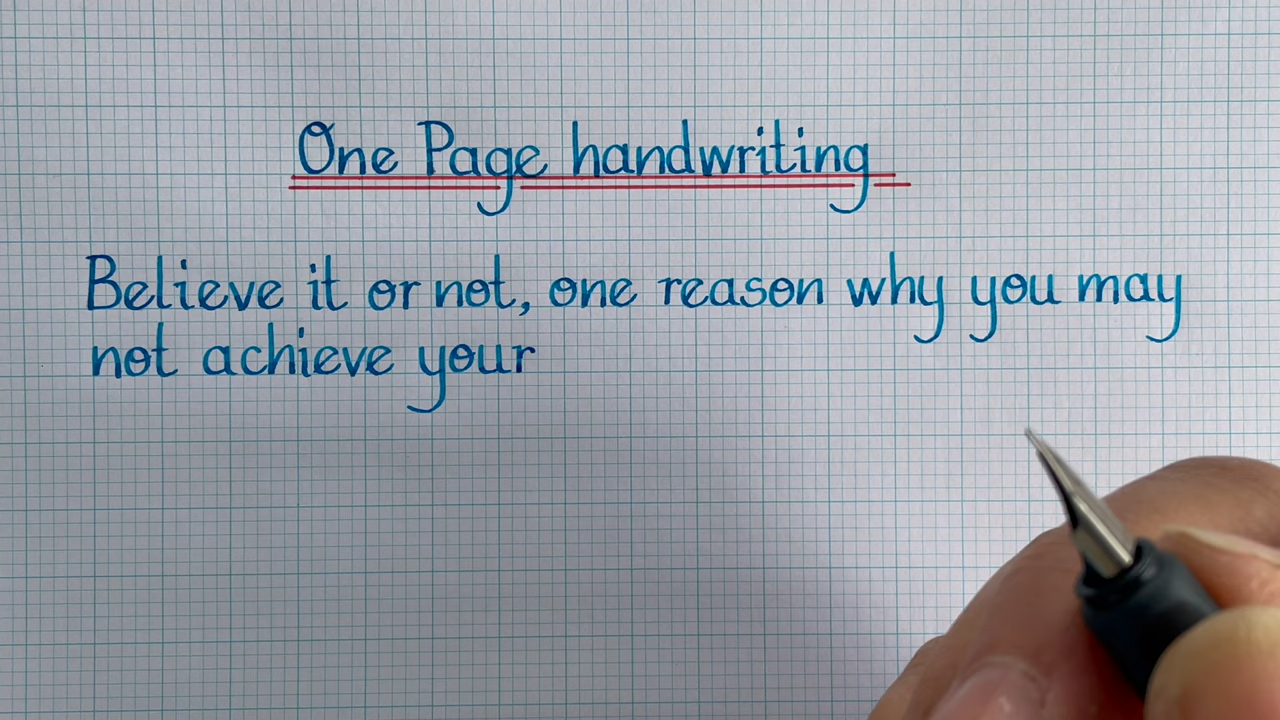 One Page handwriting
Believe it or not, one reason why you may
not achieve your